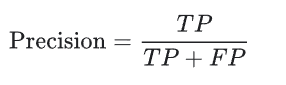 Precision = TP / TP + FP